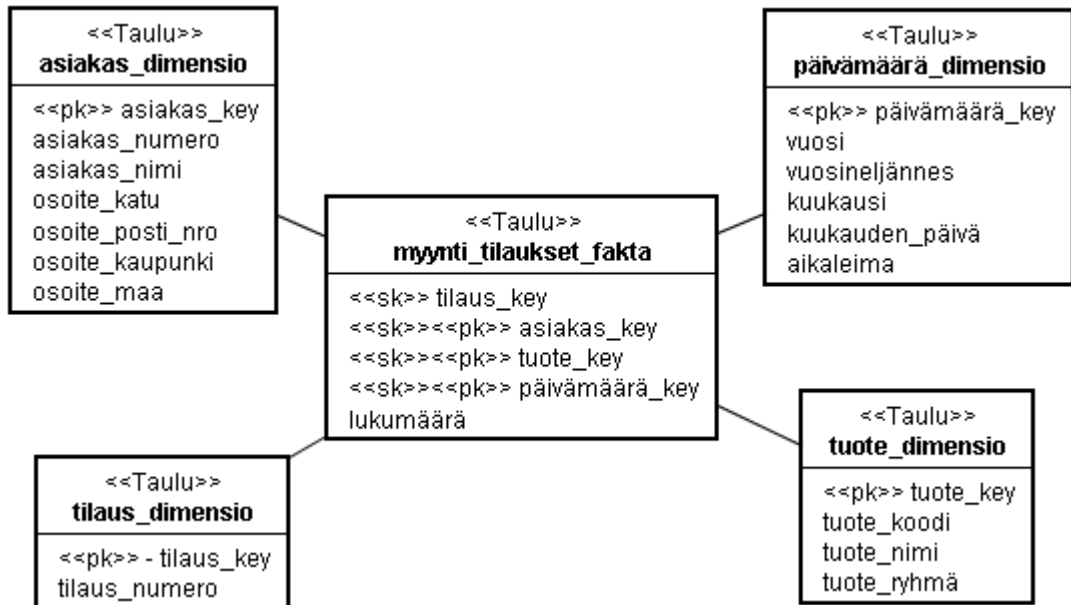 <<Taulu>>
asiakas_dimensio
<<pk>> asiakas_key
asiakas_numero
asiakas_nimi
osoite_katu
osoite_posti_nro
osoite_kaupunki
osoite_maa
<<Taulu>>
päivämäärä_dimensio
<<pk>> päivämäärä_key
vuosi
vuosineljännes
kuukausi
kuukauden_päivä
aikaleima
<<Taulu>>
myynti_tilaukset_fakta
<<sk>> tilaus_key
<<sk>><<pk>> asiakas_key
<<sk>><<pk>> tuote_key
<<sk>><<pk>> päivämäärä_key
lukumäärä
<<Taulu>>
tilaus_dimensio
<<pk>> - tilaus_key
tilaus_numero
<<Taulu>>
tuote_dimensio
<<pk>> tuote_key
tuote_koodi
tuote_nimi
tuote_ryhmä